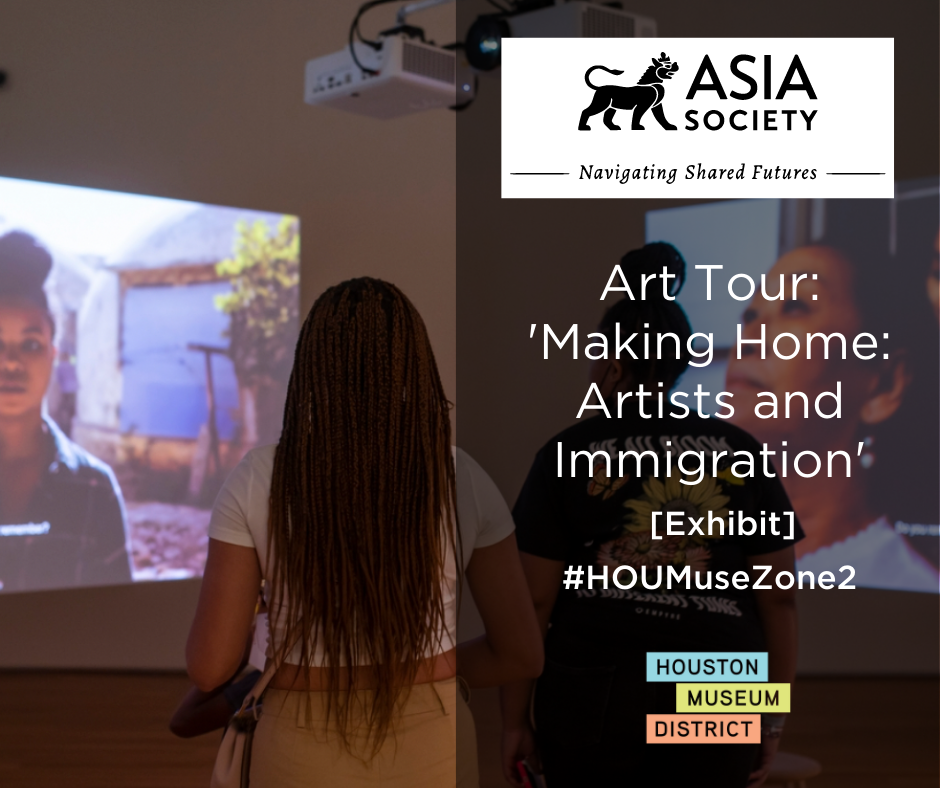 ASIA
SOCIETY
Navigating Shared Futures
Art Tour:
'Making Home:
Artists and
Immigration'
[Exhibit]
#HOUMuseZone2
HOUSTON
MUSEUM
DISTRICT